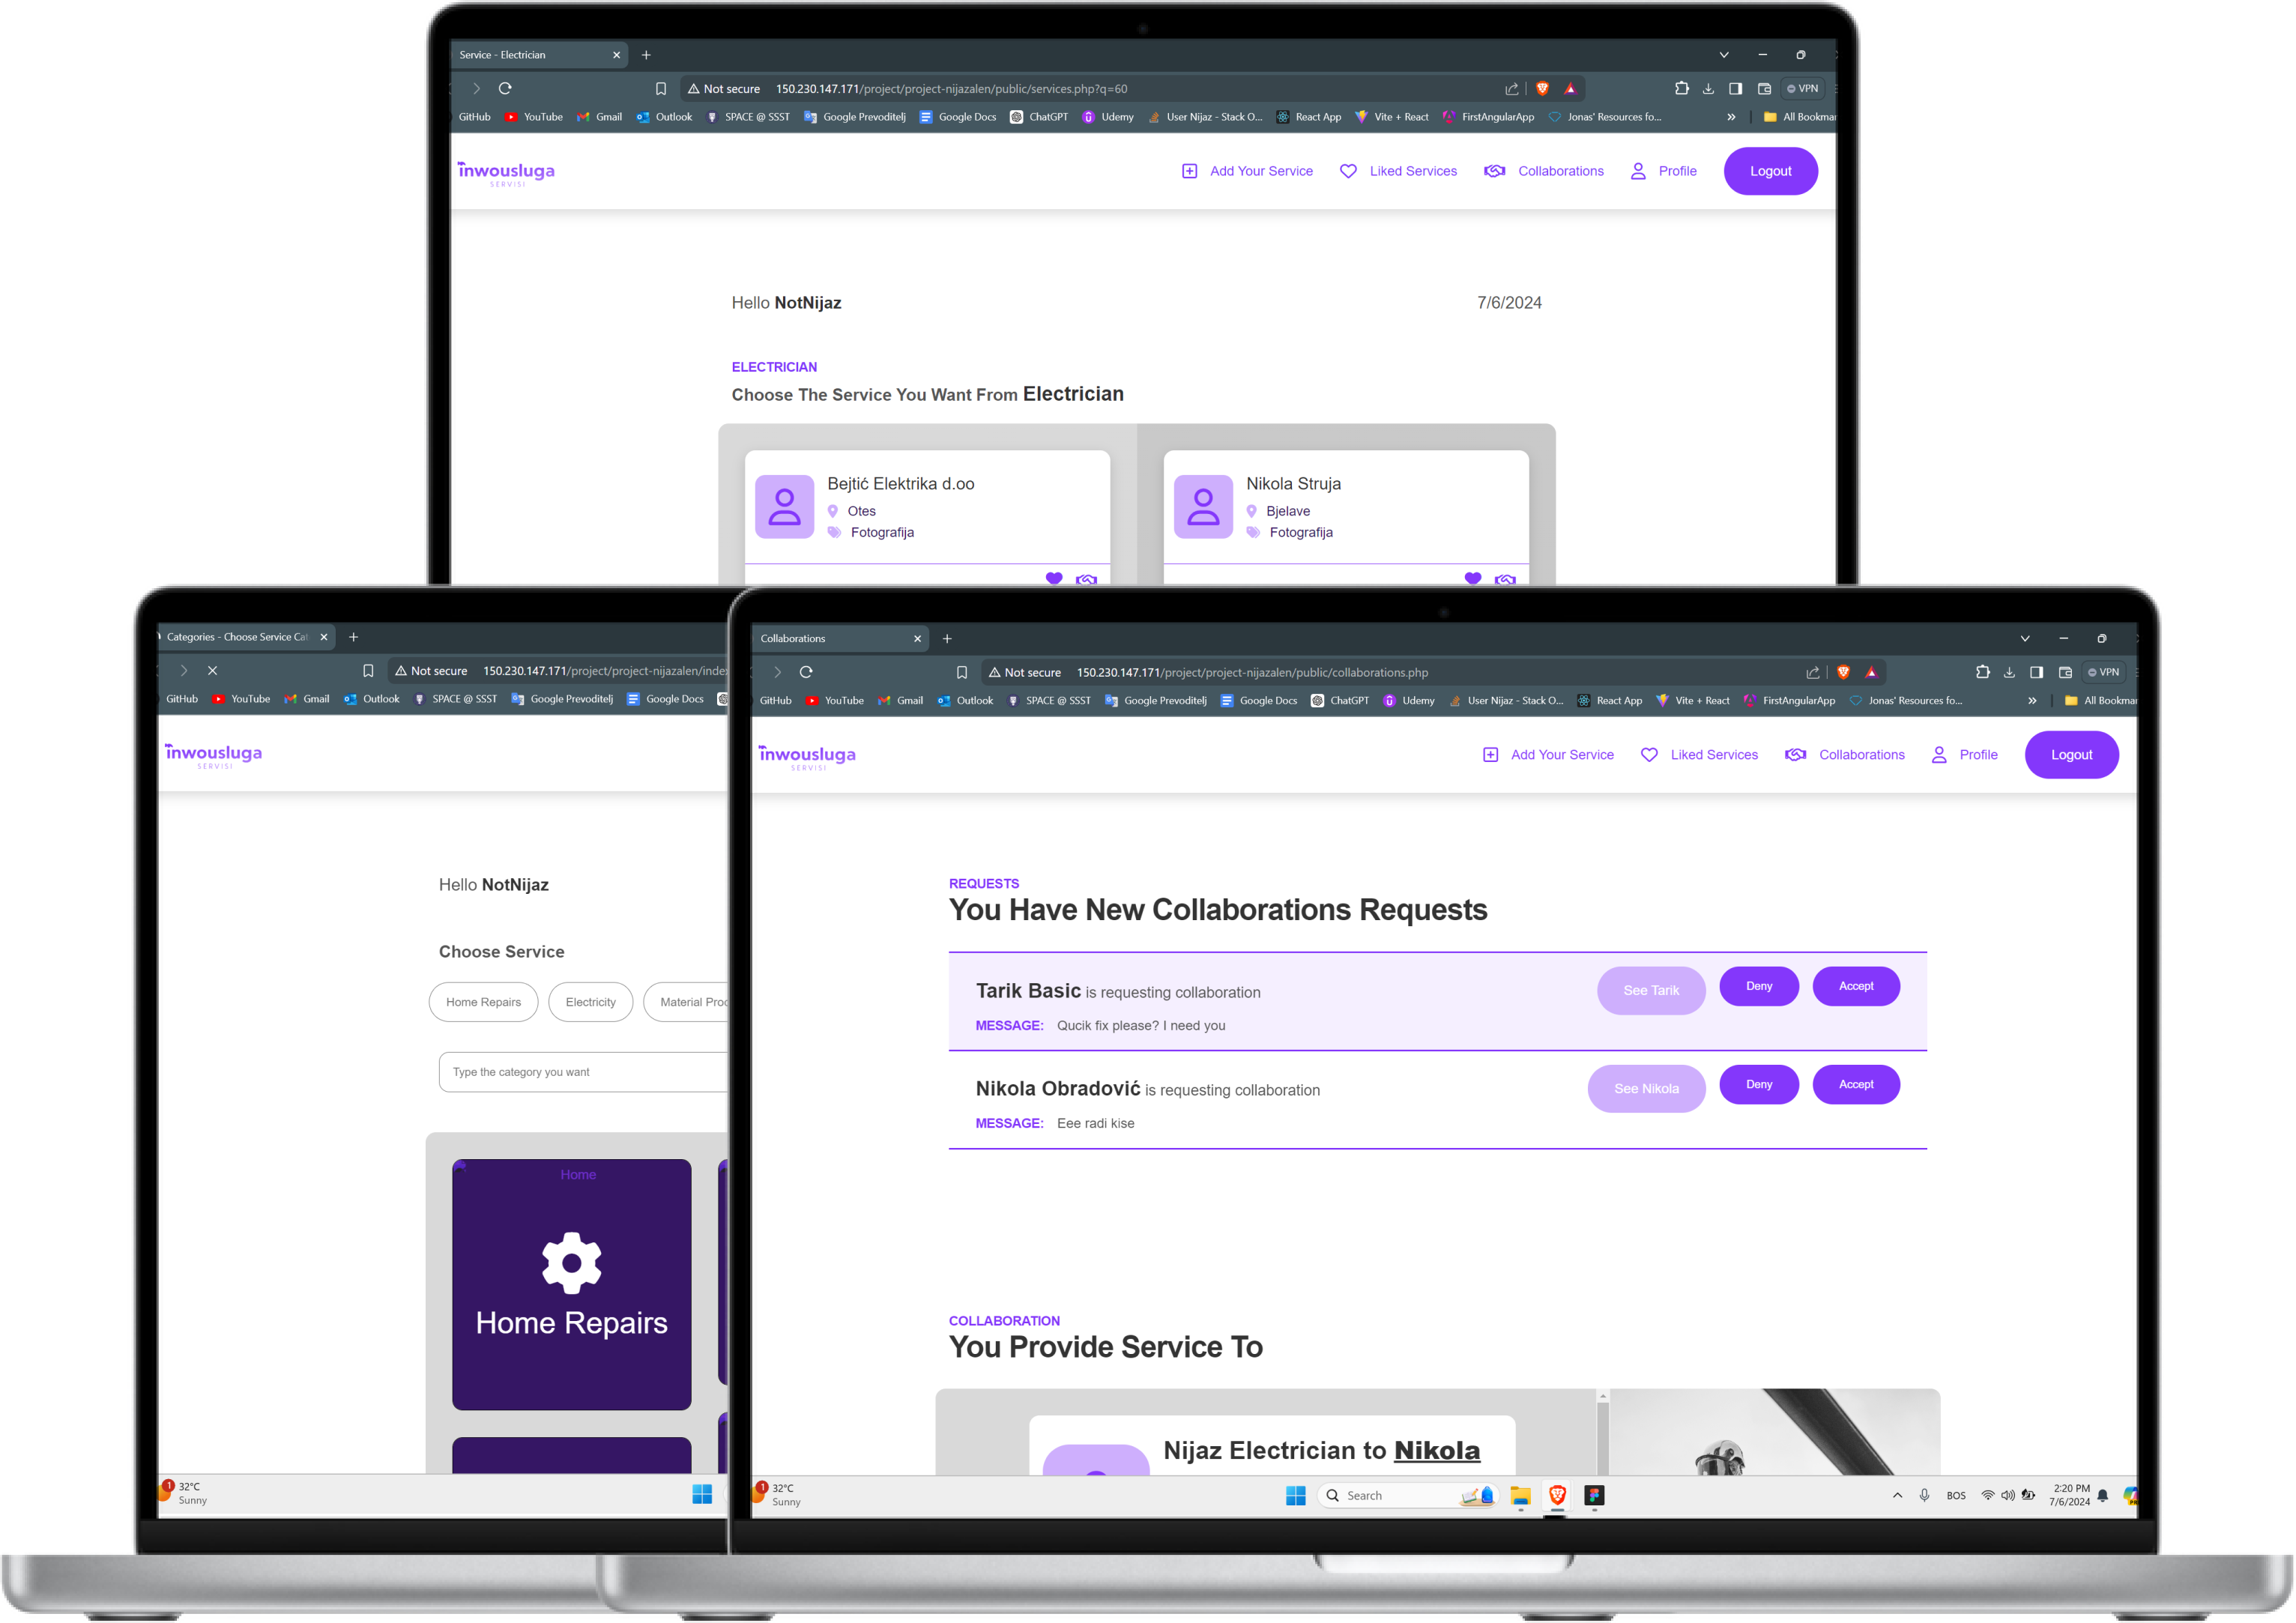 Service - Electrician
Not secure 150.230.147.171/project/project-nijazalen/public/services.php?q=60
VPN
GitHub YouTube Gmail Outlook SPACE @ SSST Google Prevoditelj Google Docs ChatGPT Udemy User Nijaz - Stack O... React App Vite + React FirstAngularApp Jonas' Resources fo... » All Bookmar
inwousluga
SERVISI
Add Your Service Liked Services Collaborations Profile Logout
Hello NotNijaz 7/6/2024
ELECTRICIAN
Choose The Service You Want From Electrician
Bejtić Elektrika d.oo
Otes
Fotografija
Nikola Struja
Bjelave
Fotografija
Categories - Choose Service Cat
Not secure 150.230.147.171/project/project-nijazalen/inde
GitHub YouTube Gmail Outlook SPACE @ SSST Google Prevoditelj Google Docs
inwousluga
SERVISI
Hello NotNijaz
Choose Service
Home Repairs Electricity Material Proc
Type the category you want
Home
Home Repairs
1 32°C
Sunny
Collaborations
Not secure 150.230.147.171/project/project-nijazalen/public/collaborations.php
VPN
GitHub YouTube Gmail Outlook SPACE @ SSST Google Prevoditelj Google Docs ChatGPT Udemy User Nijaz - Stack O... React App Vite + React FirstAngularApp Jonas' Resources fo... » All Bookmar
inwousluga
SERVISI
Add Your Service Liked Services Collaborations Profile Logout
REQUESTS
You Have New Collaborations Requests
Tarik Basic is requesting collaboration
See Tarik Deny Accept
MESSAGE: Qucik fix please? I need you
Nikola Obradović is requesting collaboration
See Nikola Deny Accept
MESSAGE: Eee radi kise
COLLABORATION
You Provide Service To
Nijaz Electrician to Nikola
1 32°C
Sunny
Search
BOS
2:20 PM
7/6/2024